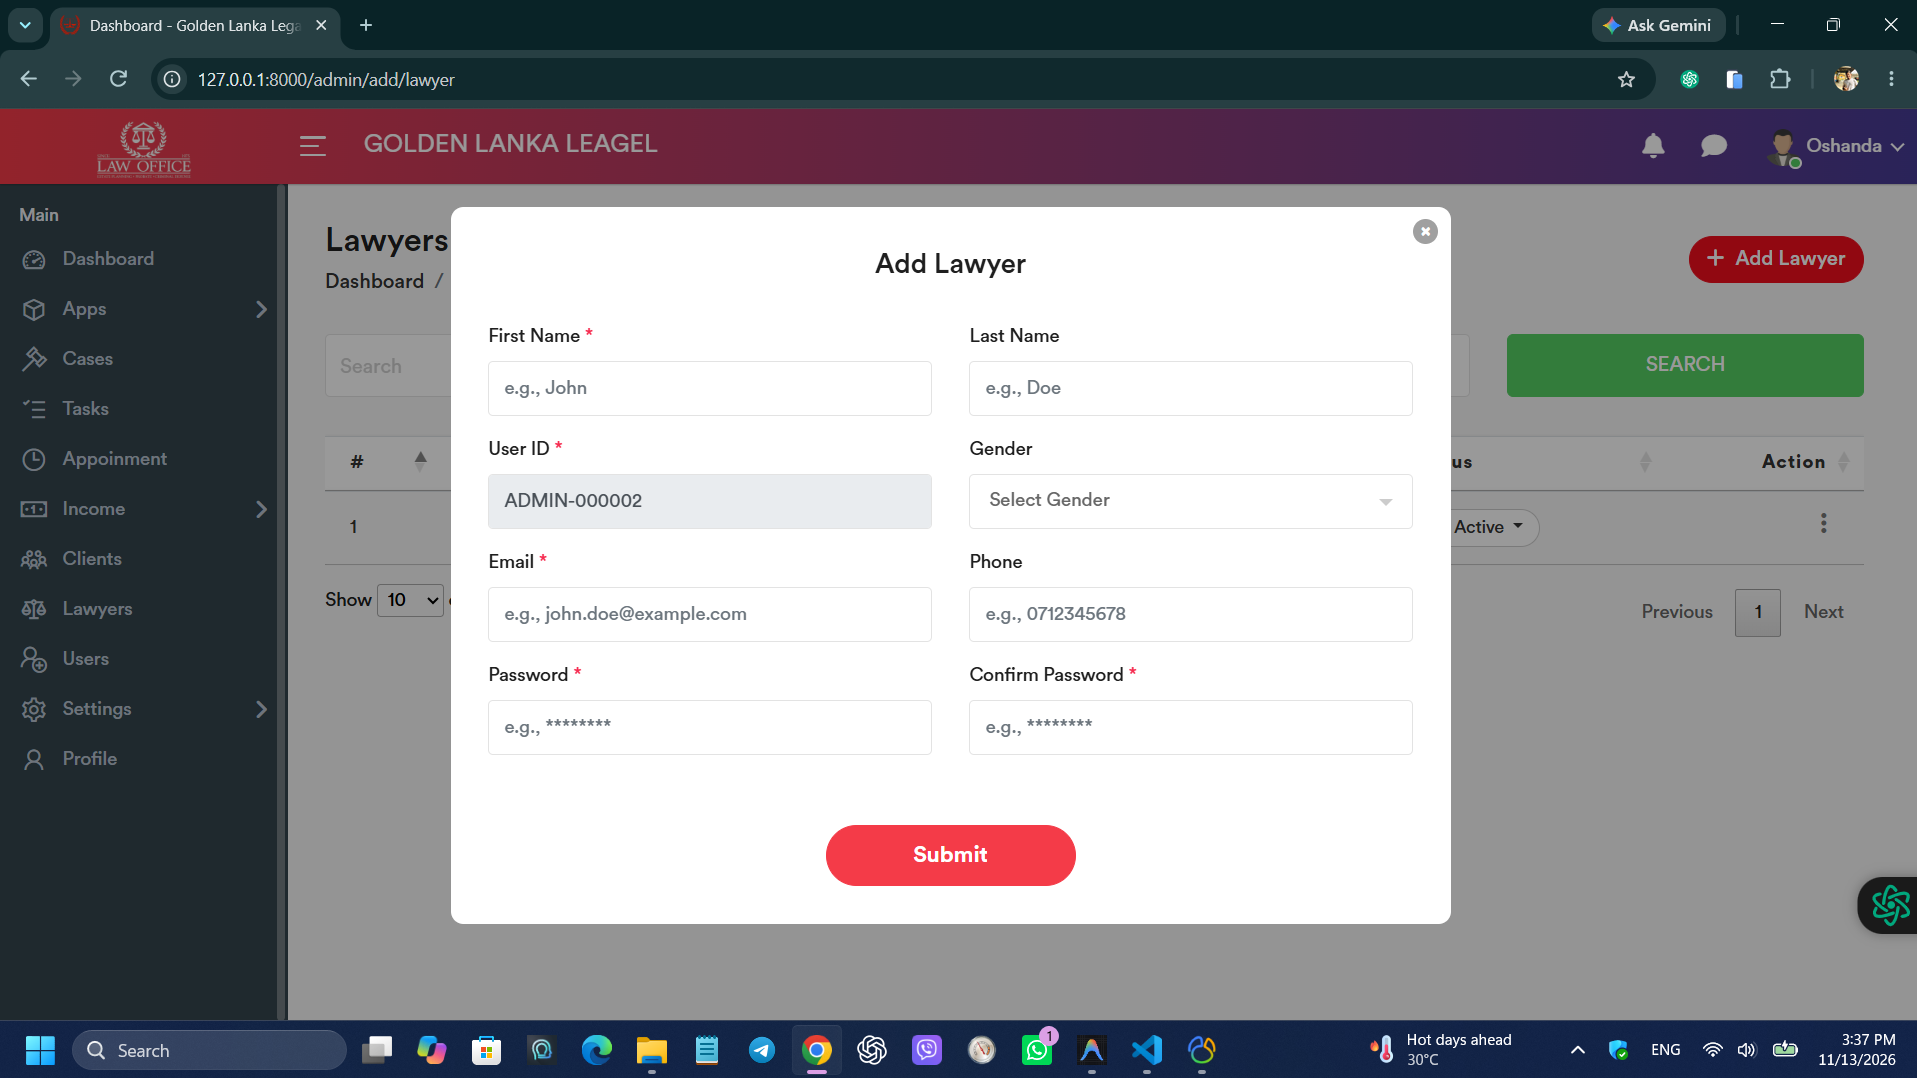 Dashboard - Golden Lanka Lega
Ask Gemini
127.0.0.1:8000/admin/add/lawyer
LAW OFFICE
GOLDEN LANKA LEAGEL
Oshanda
Main
Dashboard
Apps
Cases
Tasks
Appoinment
Income
Clients
Lawyers
Users
Settings
Profile
Lawyers
Dashboard /
Add Lawyer
Search
SEARCH
#
us
Action
1
Active
Show 10
Previous 1 Next
Add Lawyer
First Name *
Last Name
e.g., John
e.g., Doe
User ID *
Gender
ADMIN-000002
Select Gender
Email *
Phone
e.g., john.doe@example.com
e.g., 0712345678
Password *
Confirm Password *
e.g., ********
e.g., ********
Submit
Search
1
Hot days ahead
30°C
ENG
3:37 PM
11/13/2026